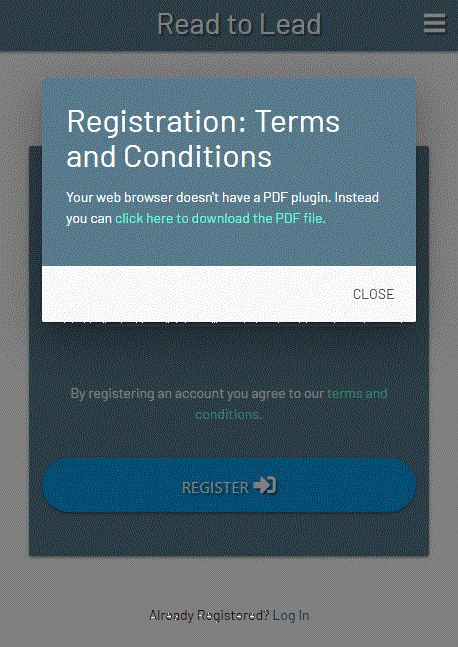 Read to Lead
Registration: Terms
and Conditions
Your web browser doesn't have a PDF plugin. Instead
you can click here to download the PDF file.
CLOSE
By registering an account you agree to our terms and
conditions.
REGISTER
Already Registered? Log In